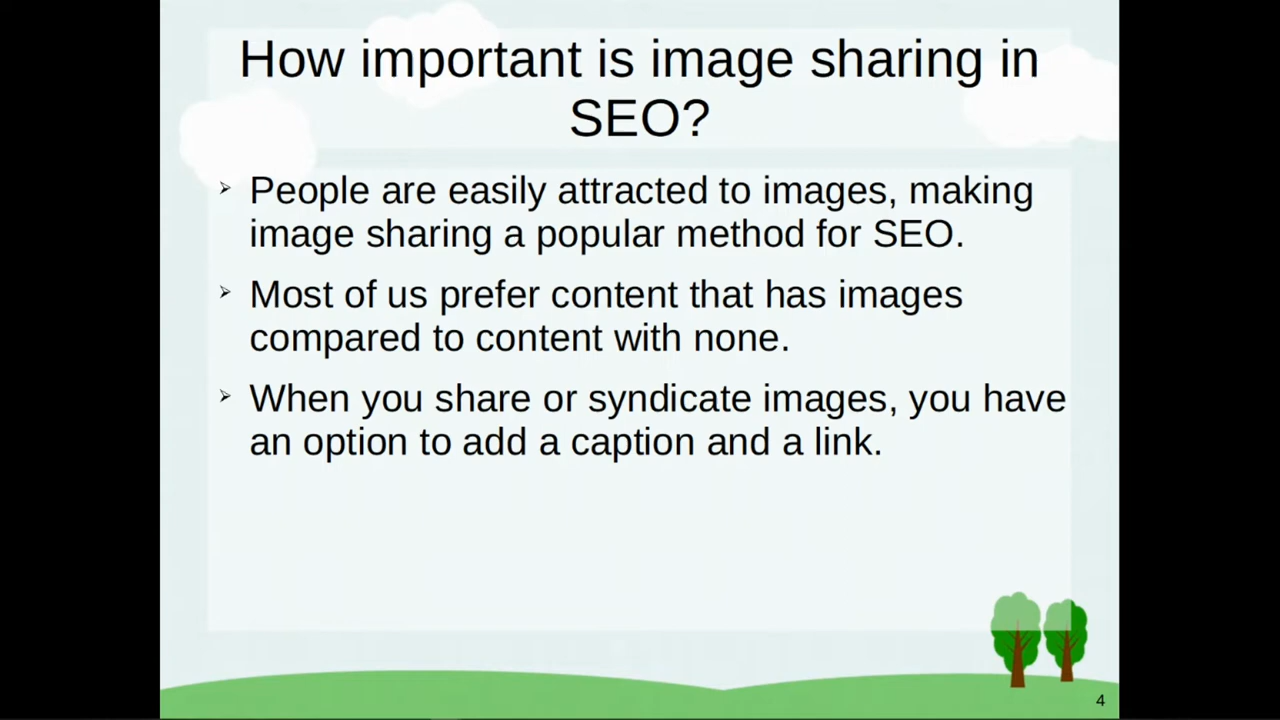 How important is image sharing in
SEO?
➢ People are easily attracted to images, making
image sharing a popular method for SEO.
➢ Most of us prefer content that has images
compared to content with none.
➢ When you share or syndicate images, you have
an option to add a caption and a link.
4